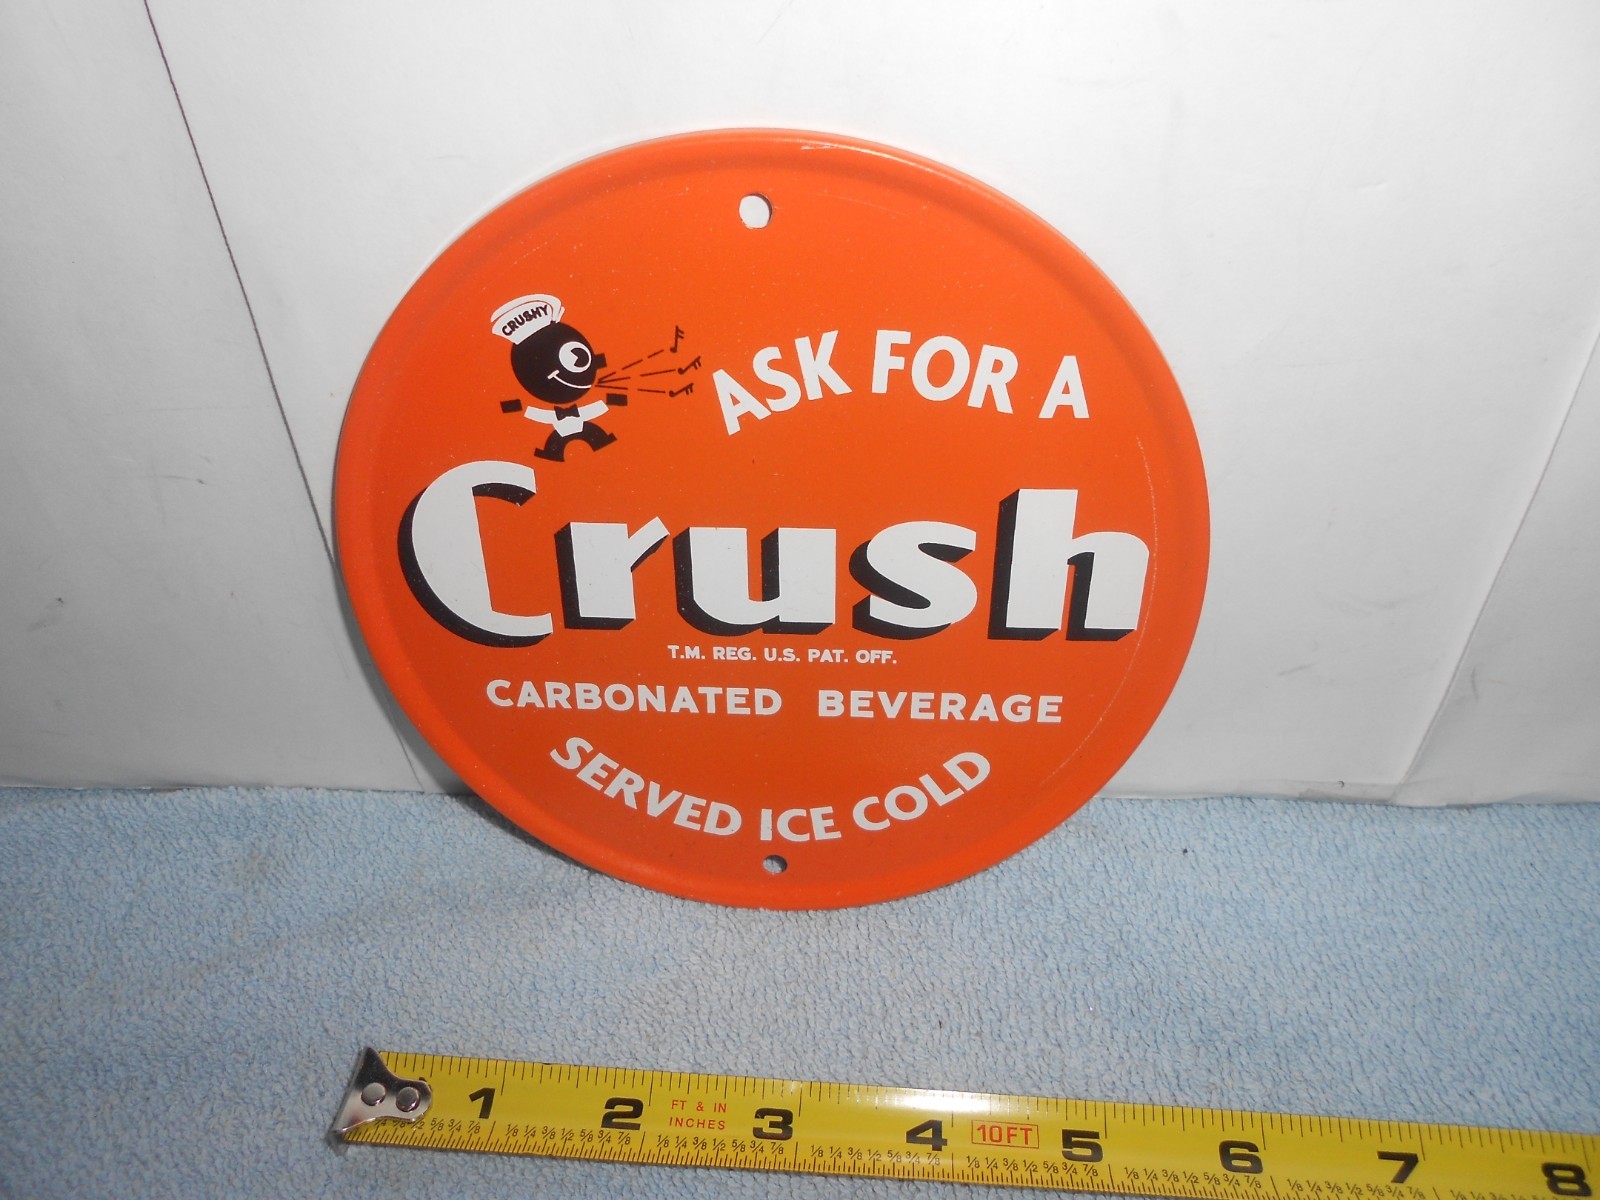 CRUSHY
ASK FOR A
Crush
T.M. REG. U.S. PAT. OFF.
CARBONATED BEVERAGE
SERVED ICE COLD
1 2 FT & IN INCHES 3 4 10FT 5 6 7 8